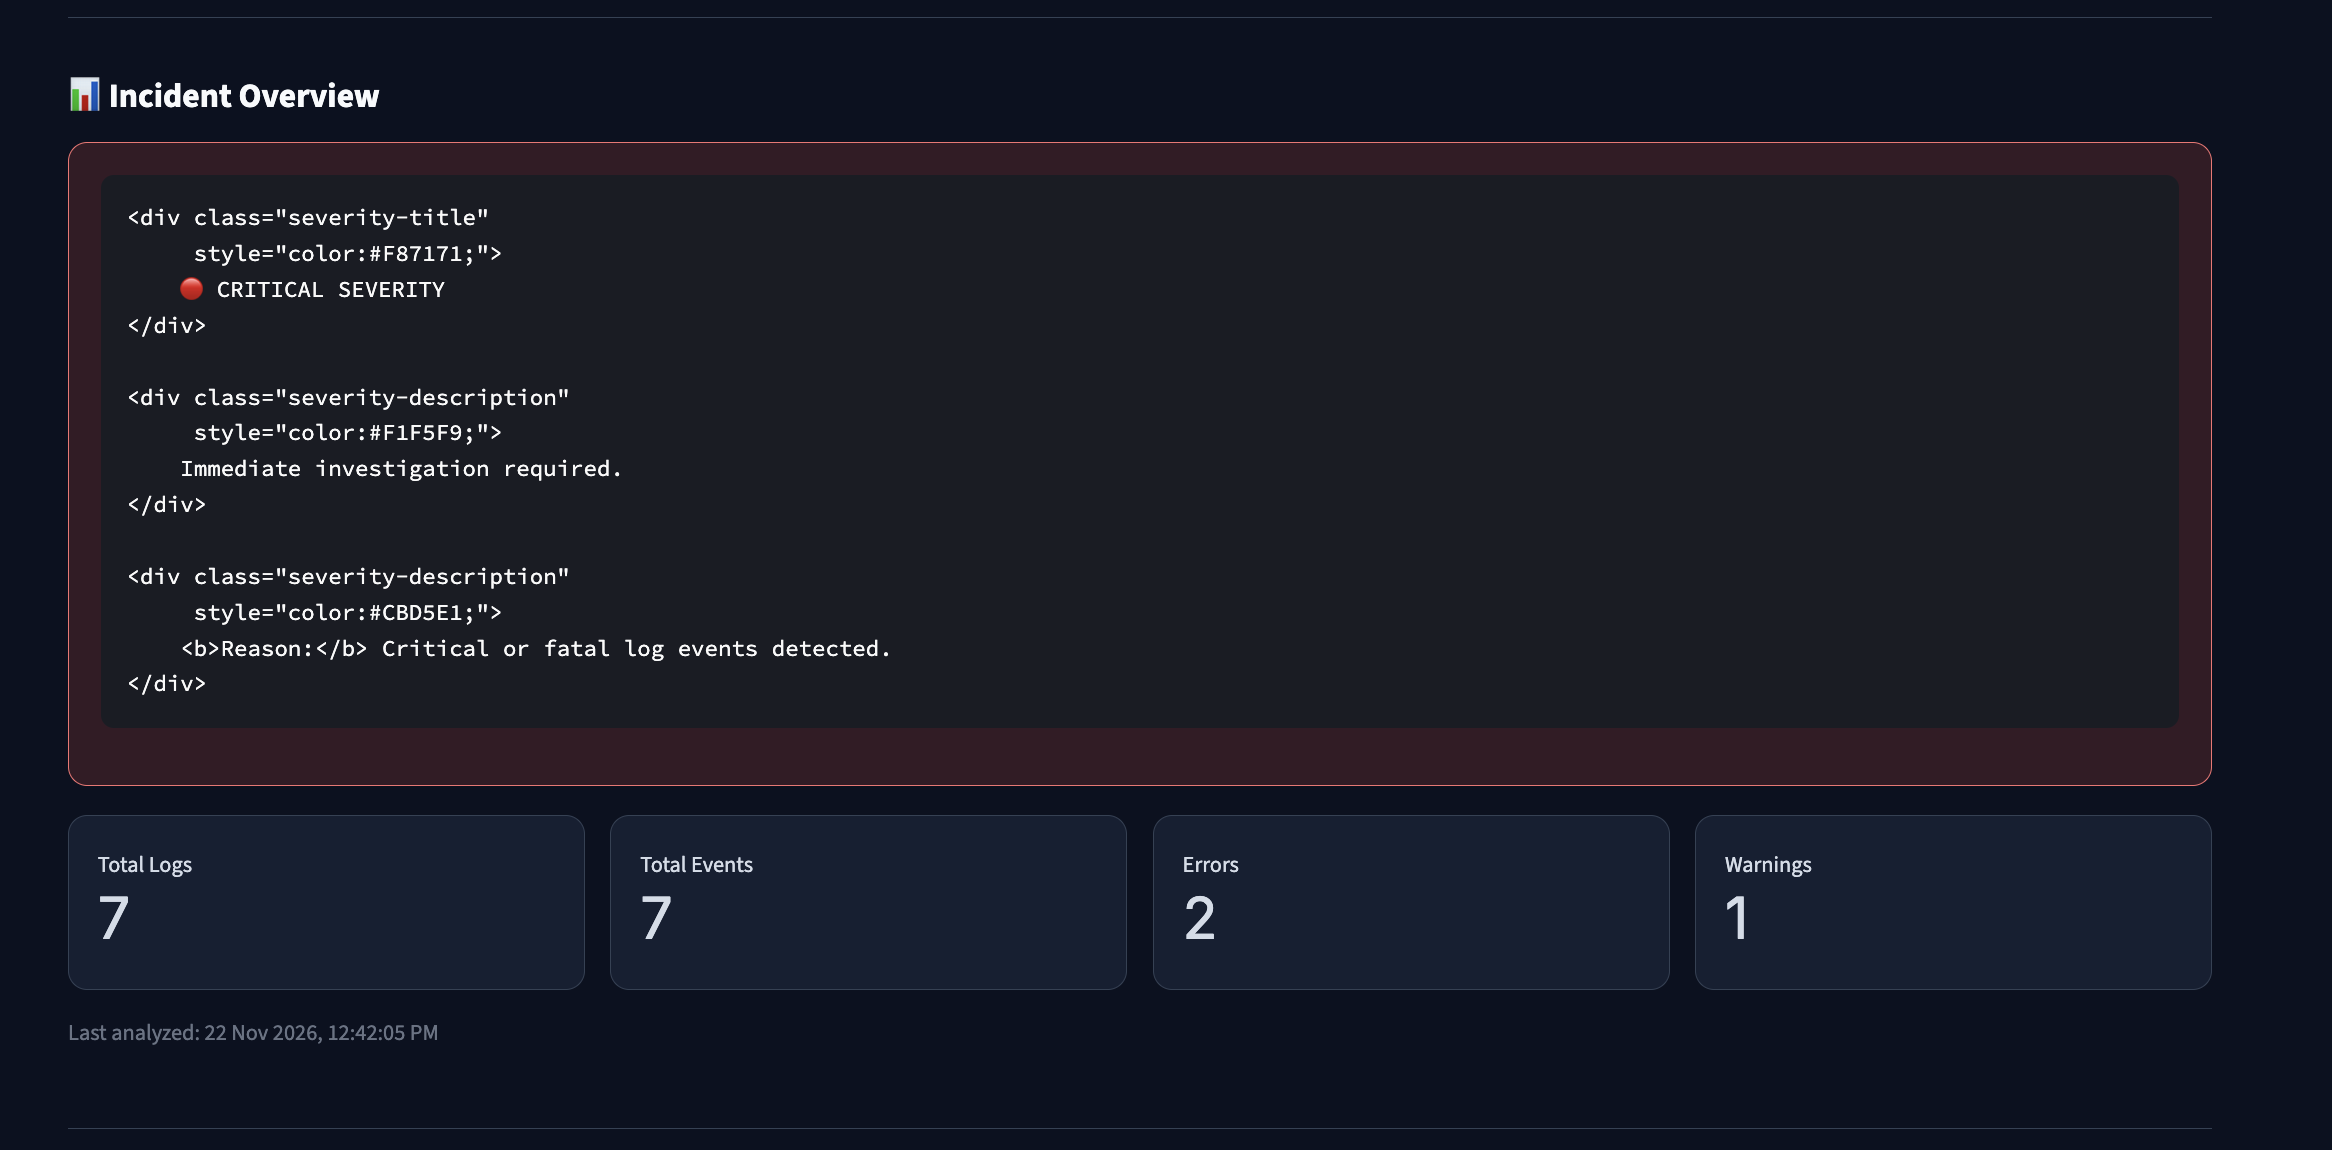 📊 Incident Overview
<div class="severity-title"
     style="color:#F87171;">
    🔴 CRITICAL SEVERITY
</div>

<div class="severity-description"
     style="color:#F1F5F9;">
    Immediate investigation required.
</div>

<div class="severity-description"
     style="color:#CBD5E1;">
    <b>Reason:</b> Critical or fatal log events detected.
</div>
Total Logs
7
Total Events
7
Errors
2
Warnings
1
Last analyzed: 22 Nov 2026, 12:42:05 PM